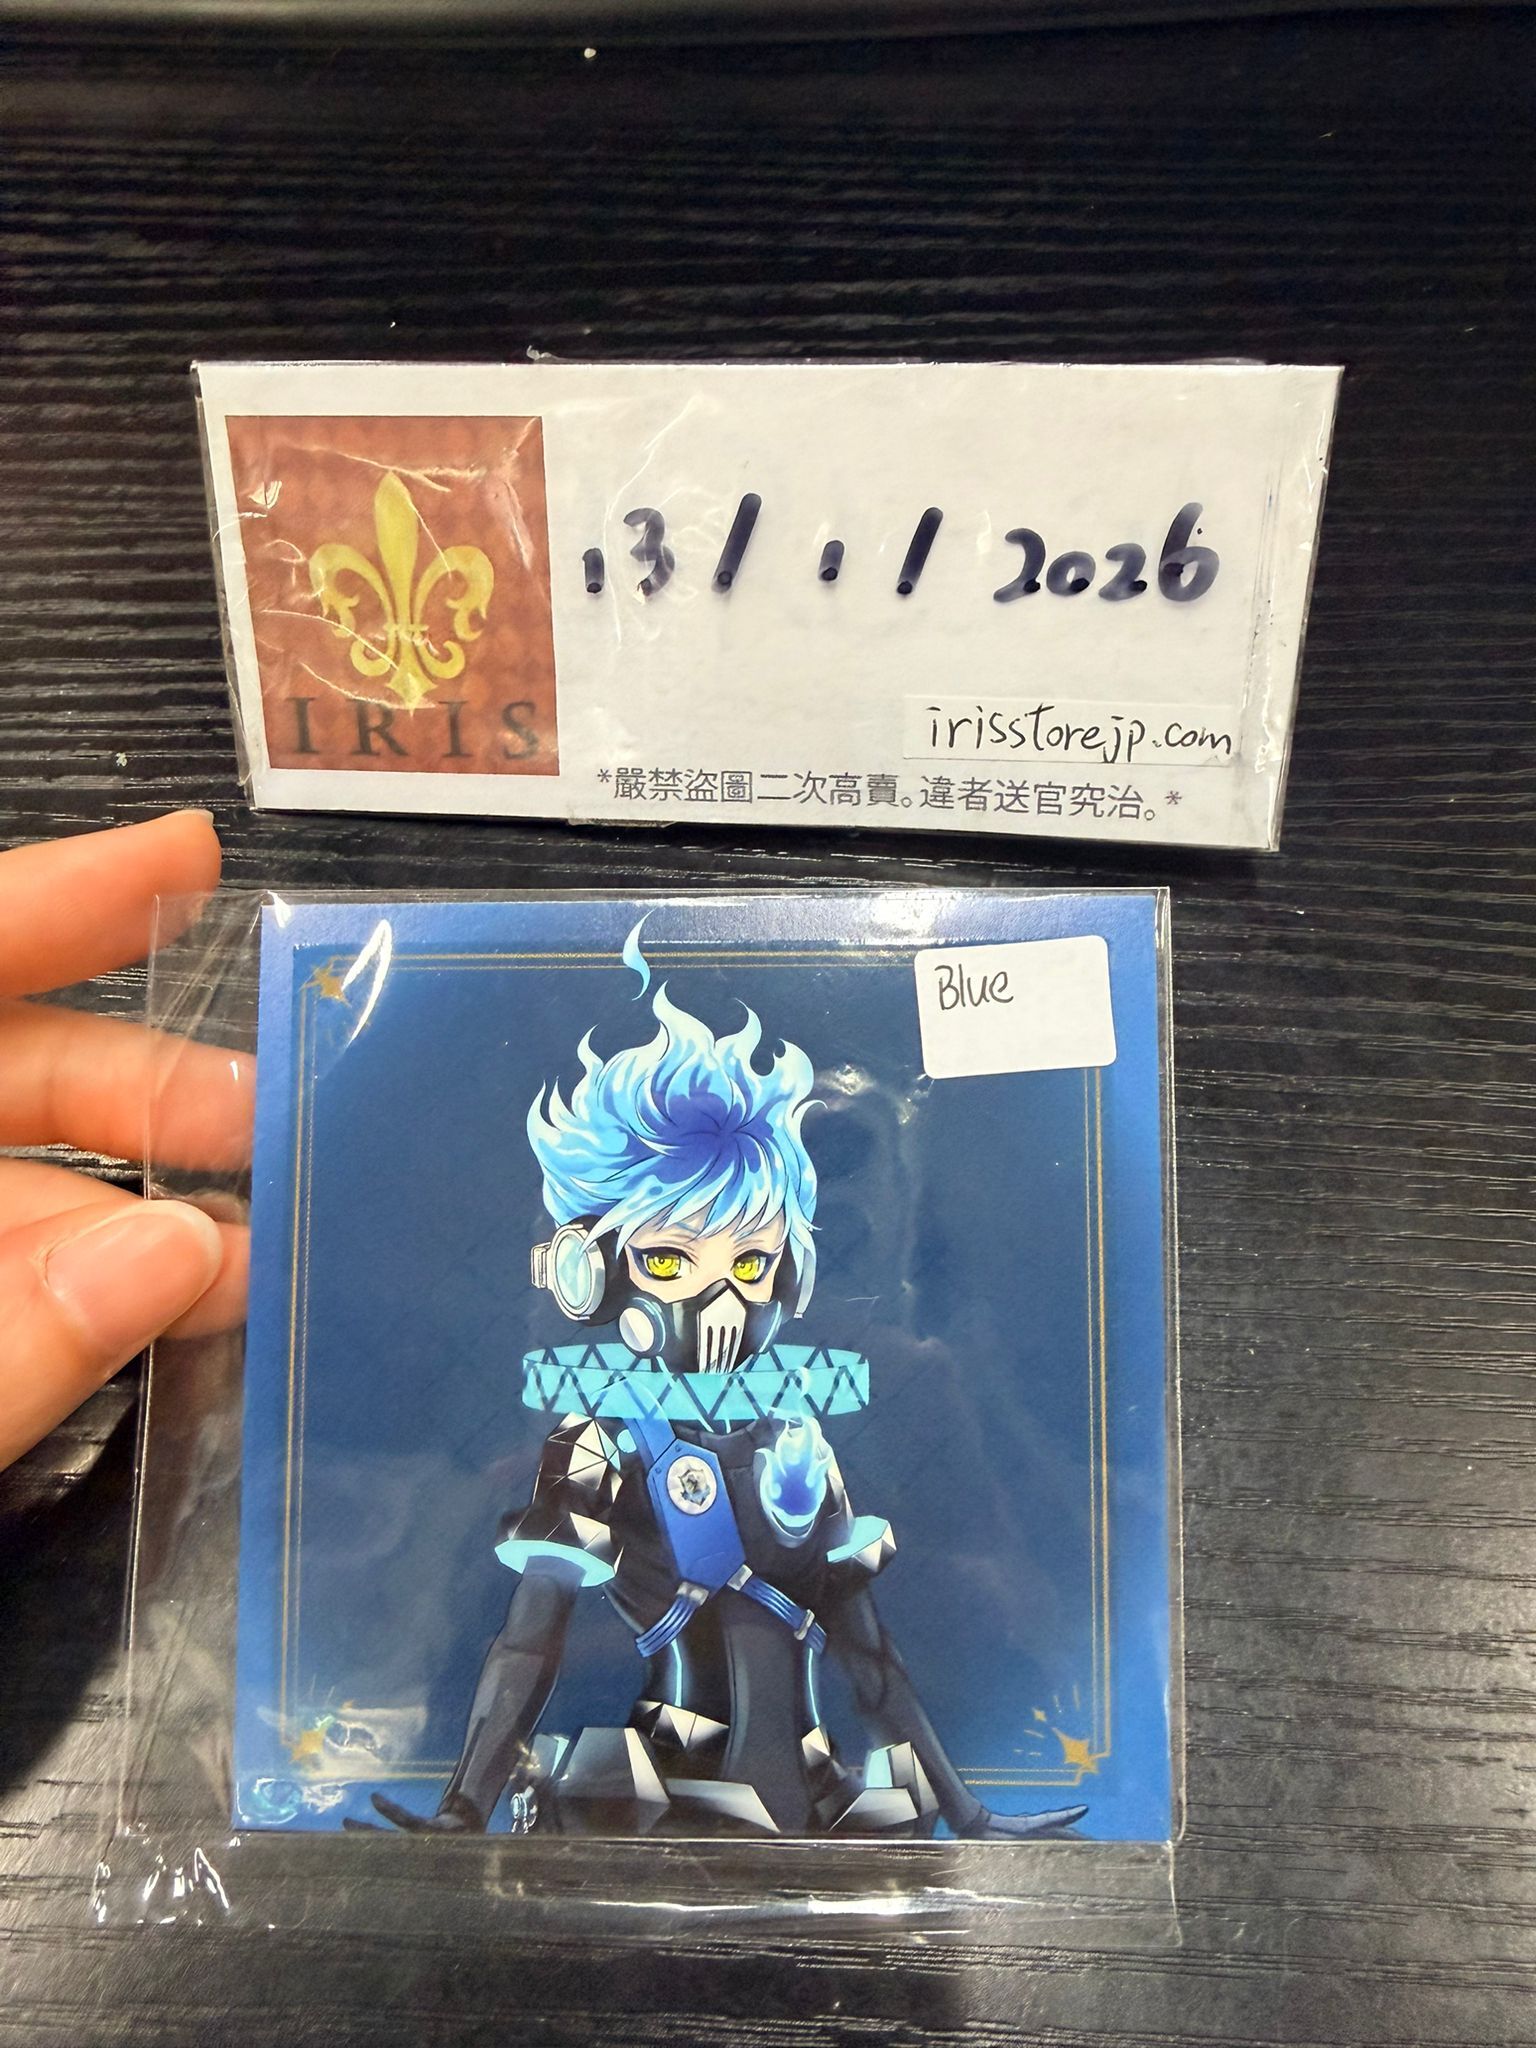 IRIS
13/1/2026
irisstorejp.com
*嚴禁盜圖二次高賣。違者送官究治。*
Blue